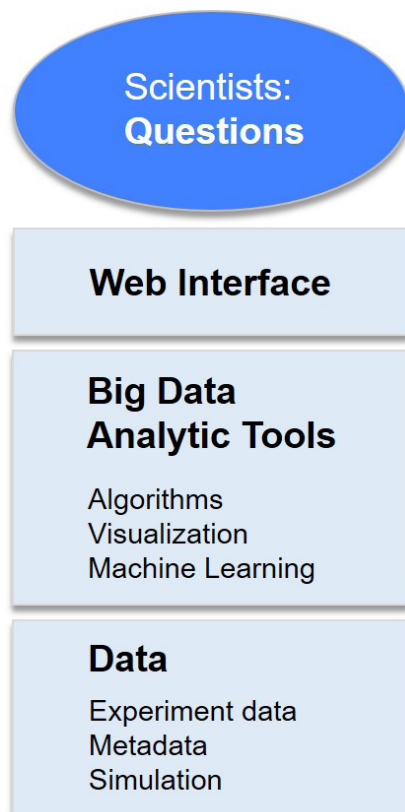 Scientists:
Questions
Web Interface
Big Data
Analytic Tools
Algorithms
Visualization
Machine Learning
Data
Experiment data
Metadata
Simulation